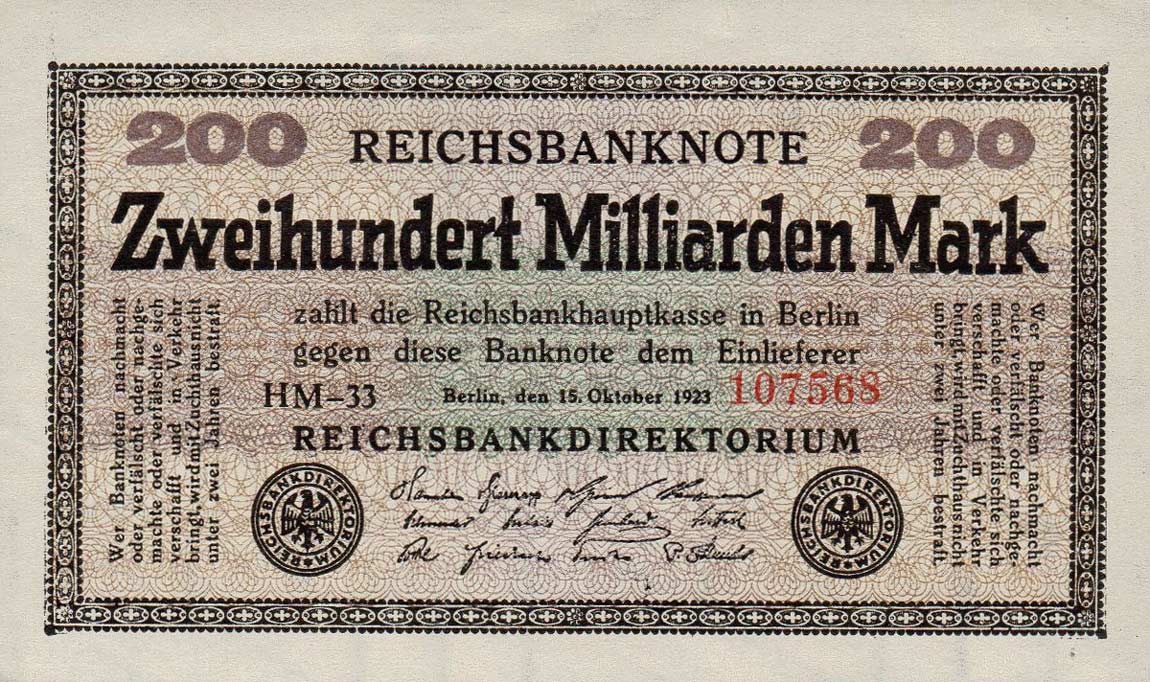 200 REICHSBANKNOTE 200
Zweihundert Milliarden Mark
zahlt die Reichsbankhauptkasse in Berlin
gegen diese Banknote dem Einlieferer
HM-33 Berlin, den 15. Oktober 1923 107568
REICHSBANKDIREKTORIUM
Wer Banknoten nachmacht
oder verfälscht oder nachge-
machte oder verfälschte sich
verschafft und in Verkehr
bringt, wird mit Zuchthaus nicht
unter zwei Jahren bestraft.
Wer Banknoten nachmacht
oder verfälscht oder nachge-
machte oder verfälschte sich
verschafft und in Verkehr
bringt, wird mit Zuchthaus nicht
unter zwei Jahren bestraft.
REICHSBANKDIREKTORIUM
REICHSBANKDIREKTORIUM